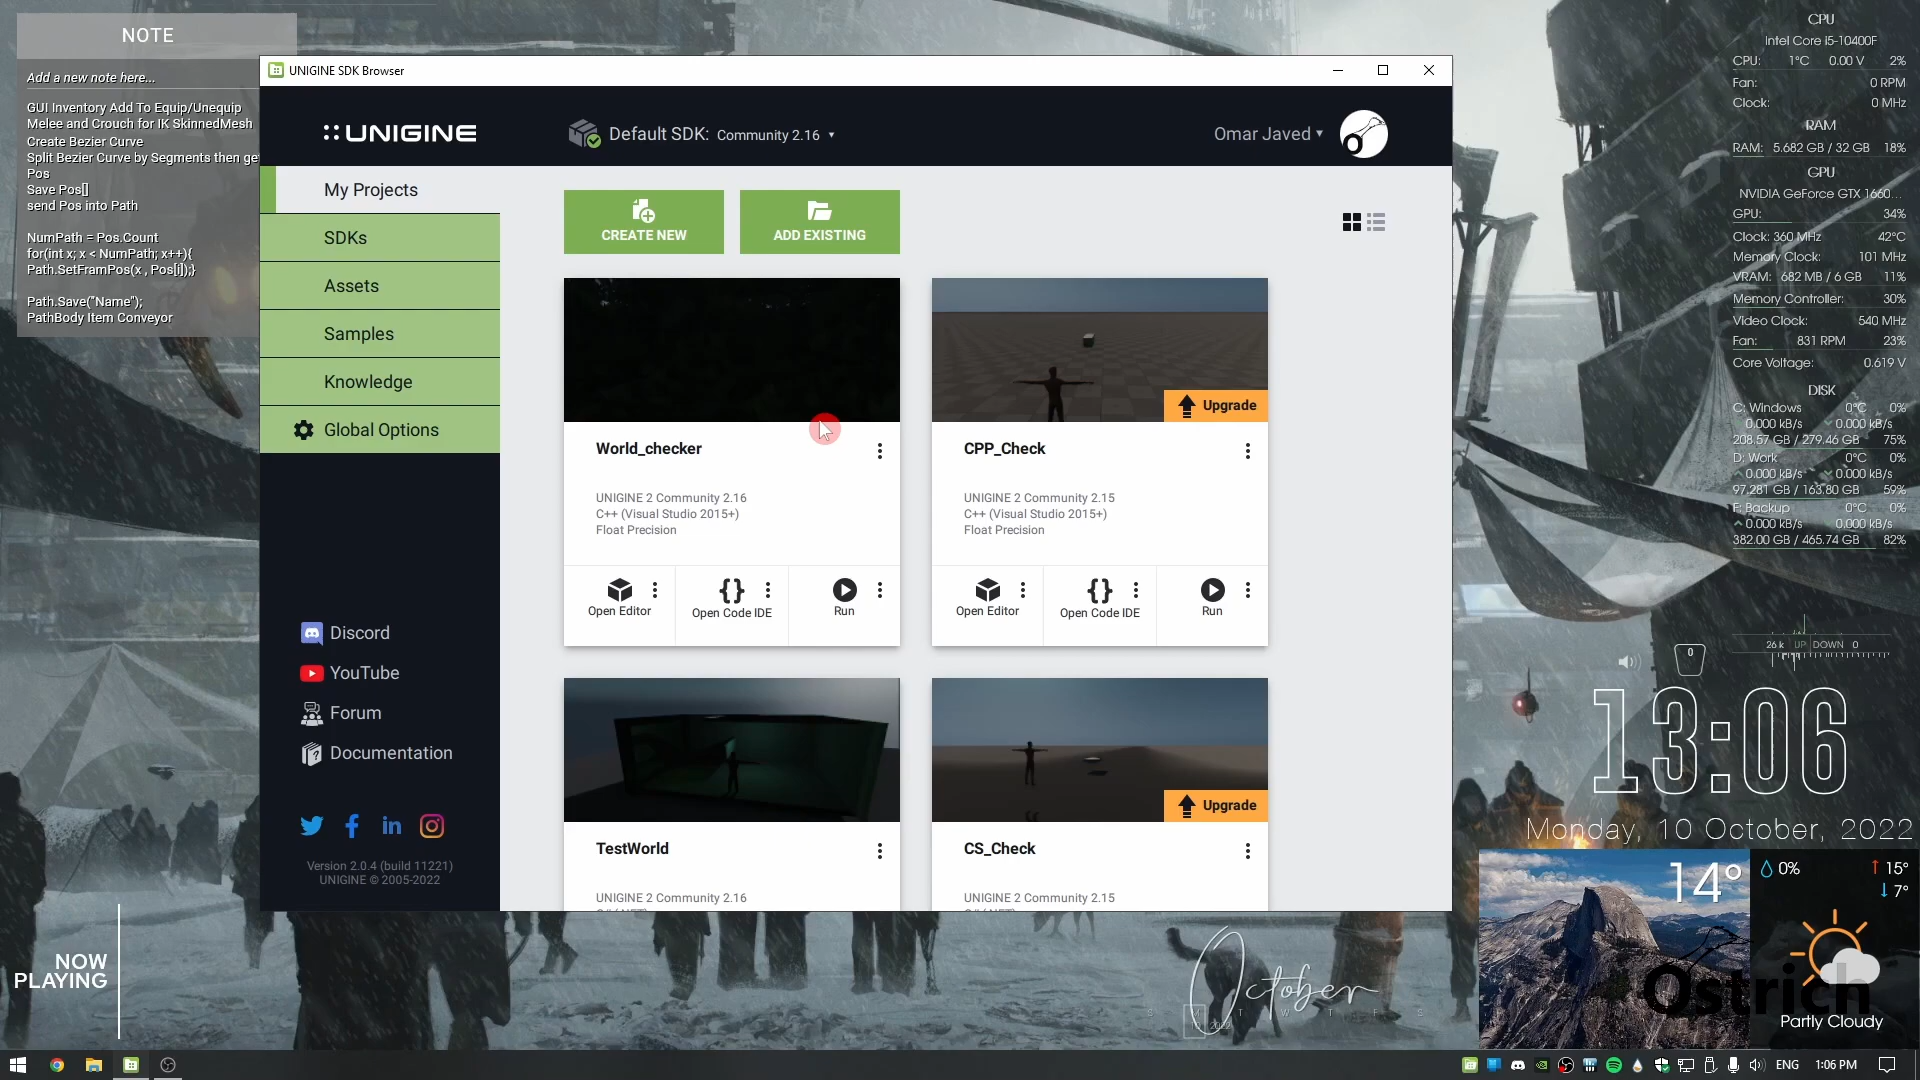 NOTE
Add a new note here...
GUI Inventory Add To Equip/Unequip
Melee and Crouch for IK SkinnedMesh
Create Bezier Curve
Split Bezier Curve by Segments then get
Pos
Save Pos[]
send Pos into Path
NumPath = Pos.Count
for(int x; x < NumPath; x++){
Path.SetFramPos(x , Pos[i]);}
Path.Save("Name");
PathBody Item Conveyor
NOW
PLAYING
UNIGINE SDK Browser
UNIGINE
Default SDK: Community 2.16
Omar Javed
My Projects
SDKs
Assets
Samples
Knowledge
Global Options
Discord
YouTube
Forum
Documentation
Version 2.0.4 (build 11221)
UNIGINE © 2005-2022
CREATE NEW
ADD EXISTING
World_checker
UNIGINE 2 Community 2.16
C++ (Visual Studio 2015+)
Float Precision
Open Editor
Open Code IDE
Run
Upgrade
CPP_Check
UNIGINE 2 Community 2.15
C++ (Visual Studio 2015+)
Float Precision
Open Editor
Open Code IDE
Run
TestWorld
UNIGINE 2 Community 2.16
Upgrade
CS_Check
UNIGINE 2 Community 2.15
CPU
Intel Core i5-10400F
CPU: 1°C 0.00 V 2%
Fan: 0 RPM
Clock: 0 MHz
RAM
RAM: 5.682 GB / 32 GB 18%
GPU
NVIDIA GeForce GTX 1660...
GPU: 34%
Clock: 360 MHz 42°C
Memory Clock: 101 MHz
VRAM: 682 MB / 6 GB 11%
Memory Controller: 30%
Video Clock: 540 MHz
Fan: 831 RPM 23%
Core Voltage: 0.619 V
DISK
C: Windows 0°C 0%
0.000 kB/s 0.000 kB/s
208.57 GB / 279.46 GB 75%
D: Work 0°C 0%
0.000 kB/s 0.000 kB/s
97.281 GB / 163.80 GB 59%
F: Backup 0°C 0%
0.000 kB/s 0.000 kB/s
382.00 GB / 465.74 GB 82%
26 k UP DOWN 0
0
13:06
Monday, 10 October, 2022
14°
0% 15°
7°
Ostrich
Partly Cloudy
October
S M T W T F S
ENG 1:06 PM